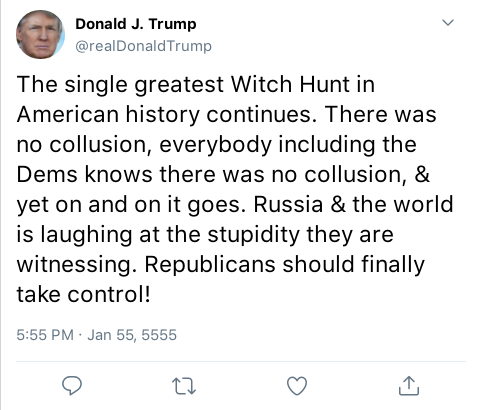 Donald J. Trump
@realDonaldTrump
The single greatest Witch Hunt in
American history continues. There was
no collusion, everybody including the
Dems knows there was no collusion, &
yet on and on it goes. Russia & the world
is laughing at the stupidity they are
witnessing. Republicans should finally
take control!
5:55 PM · Jan 55, 5555